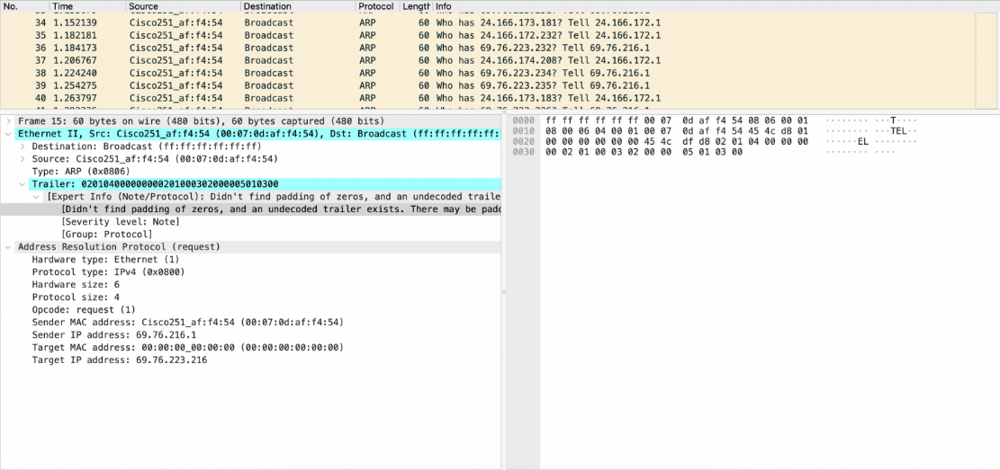 No. Time Source Destination Protocol Length Info
34 1.152139 Cisco251_af:f4:54 Broadcast ARP 60 Who has 24.166.173.181? Tell 24.166.172.1
35 1.182181 Cisco251_af:f4:54 Broadcast ARP 60 Who has 24.166.172.232? Tell 24.166.172.1
36 1.184173 Cisco251_af:f4:54 Broadcast ARP 60 Who has 69.76.223.232? Tell 69.76.216.1
37 1.206767 Cisco251_af:f4:54 Broadcast ARP 60 Who has 24.166.174.208? Tell 24.166.172.1
38 1.224240 Cisco251_af:f4:54 Broadcast ARP 60 Who has 69.76.223.234? Tell 69.76.216.1
39 1.254275 Cisco251_af:f4:54 Broadcast ARP 60 Who has 69.76.223.235? Tell 69.76.216.1
40 1.263797 Cisco251_af:f4:54 Broadcast ARP 60 Who has 24.166.173.183? Tell 24.166.172.1
Frame 15: 60 bytes on wire (480 bits), 60 bytes captured (480 bits)
Ethernet II, Src: Cisco251_af:f4:54 (00:07:0d:af:f4:54), Dst: Broadcast (ff:ff:ff:ff:ff:
Destination: Broadcast (ff:ff:ff:ff:ff:ff)
Source: Cisco251_af:f4:54 (00:07:0d:af:f4:54)
Type: ARP (0x0806)
Trailer: 020104000000000201000302000005010300
[Expert Info (Note/Protocol): Didn't find padding of zeros, and an undecoded traile
[Didn't find padding of zeros, and an undecoded trailer exists. There may be padd
[Severity level: Note]
[Group: Protocol]
Address Resolution Protocol (request)
Hardware type: Ethernet (1)
Protocol type: IPv4 (0x0800)
Hardware size: 6
Protocol size: 4
Opcode: request (1)
Sender MAC address: Cisco251_af:f4:54 (00:07:0d:af:f4:54)
Sender IP address: 69.76.216.1
Target MAC address: 00:00:00_00:00:00 (00:00:00:00:00:00)
Target IP address: 69.76.223.216
0000 ff ff ff ff ff ff 00 07 0d af f4 54 08 06 00 01 ········ ···T····
0010 08 00 06 04 00 01 00 07 0d af f4 54 45 4c d8 01 ········ ···TEL··
0020 00 00 00 00 00 00 45 4c df d8 02 01 04 00 00 00 ······EL ········
0030 00 02 01 00 03 02 00 00 05 01 03 00 ········ ····